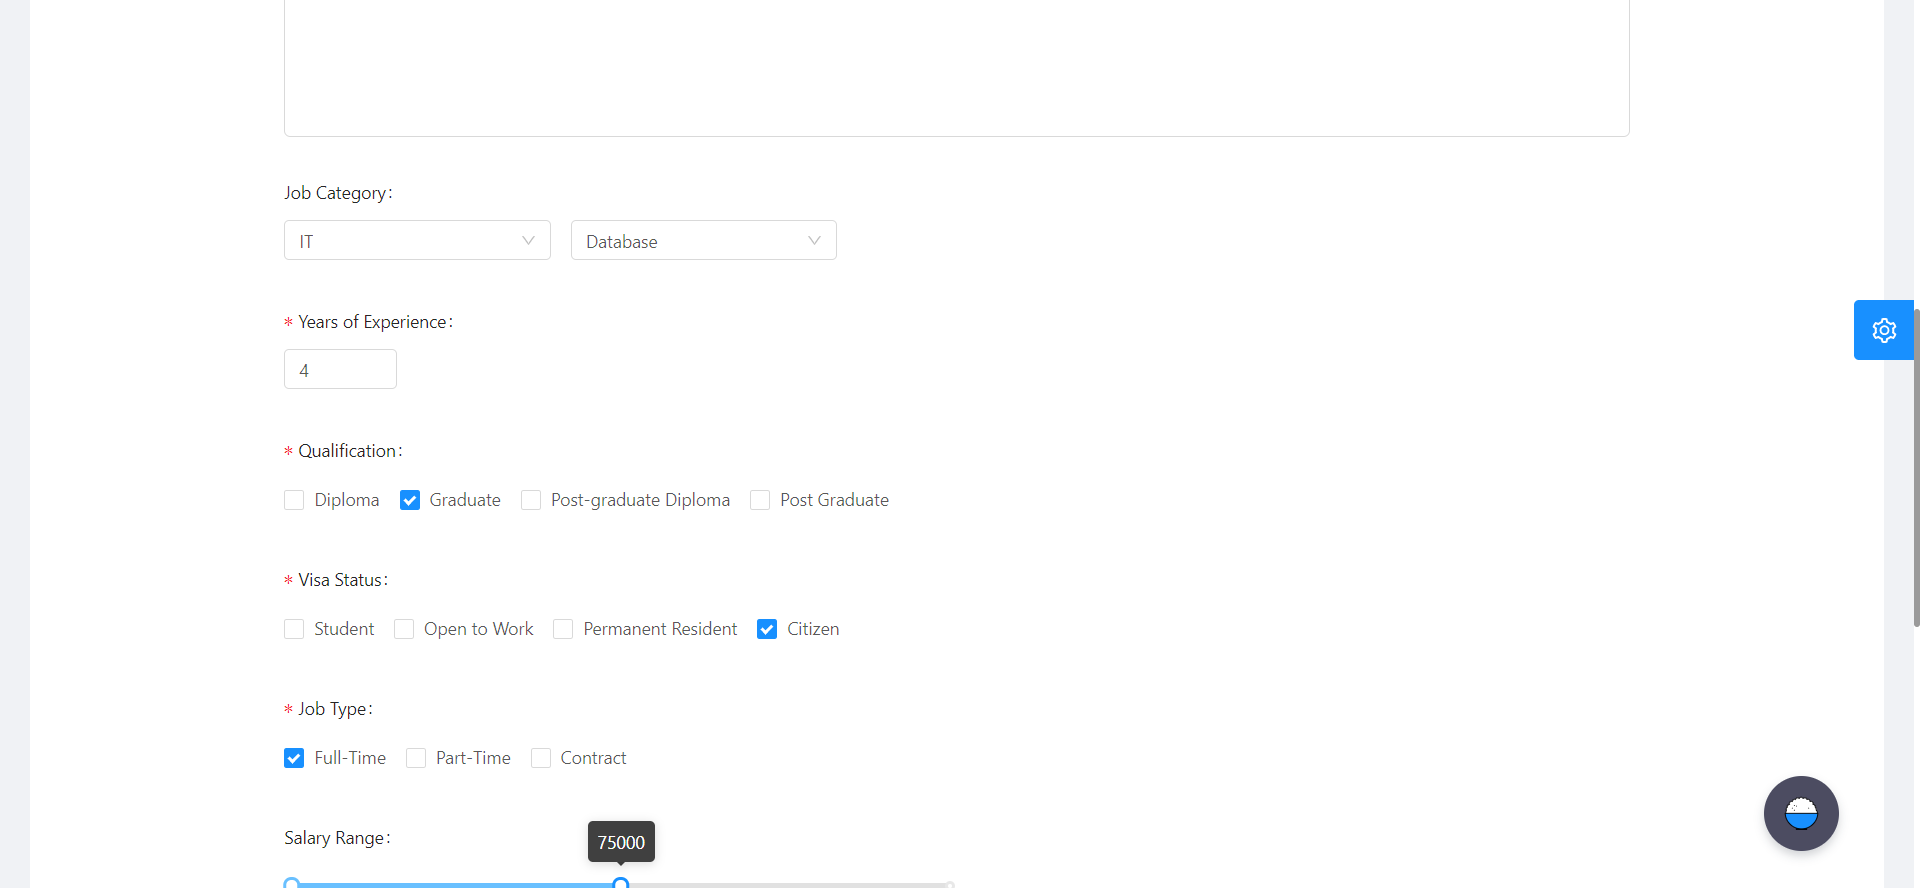 Job Category:
IT Database
* Years of Experience:
4
* Qualification:
Diploma Graduate Post-graduate Diploma Post Graduate
* Visa Status:
Student Open to Work Permanent Resident Citizen
* Job Type:
Full-Time Part-Time Contract
Salary Range:
75000